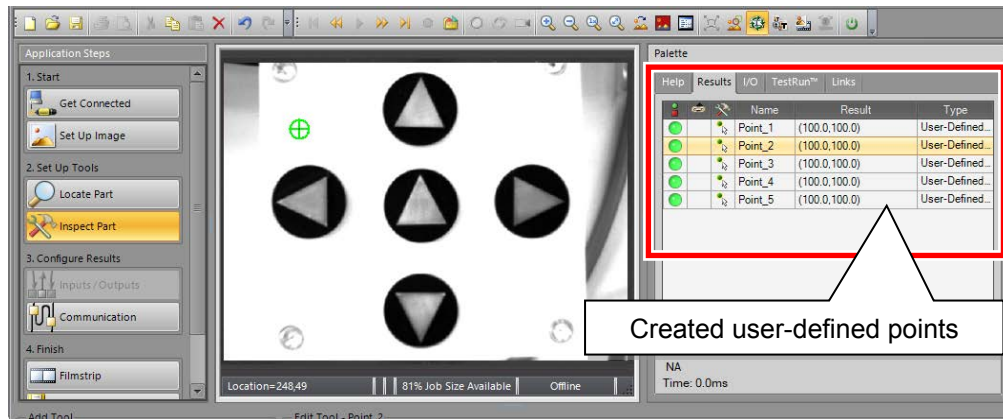 Application Steps
1. Start
Get Connected
Set Up Image
2. Set Up Tools
Locate Part
Inspect Part
3. Configure Results
Inputs / Outputs
Communication
4. Finish
Filmstrip
Location=248,49
81% Job Size Available
Offline
Palette
Help Results I/O TestRun™ Links
Name Result Type
Point_1 (100.0,100.0) User-Defined...
Point_2 (100.0,100.0) User-Defined...
Point_3 (100.0,100.0) User-Defined...
Point_4 (100.0,100.0) User-Defined...
Point_5 (100.0,100.0) User-Defined...
Created user-defined points
NA
Time: 0.0ms
Add Tool
Edit Tool - Point_2